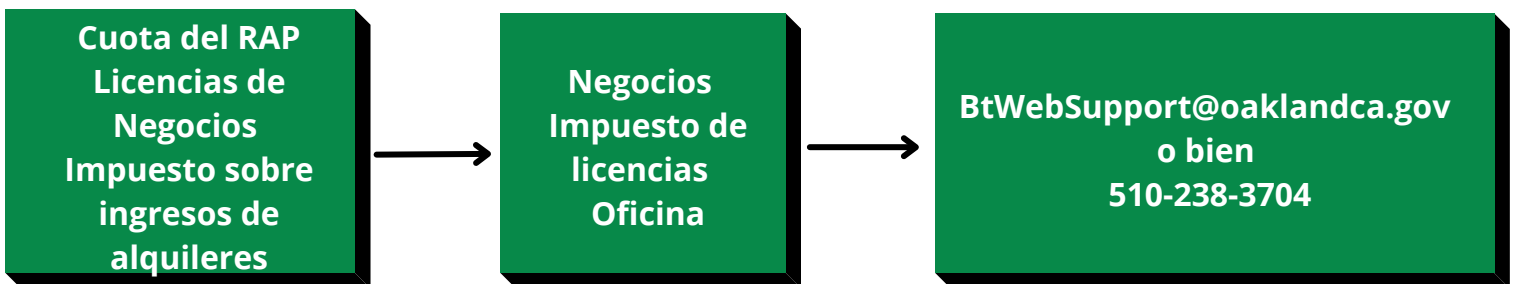 Cuota del RAP
Licencias de
Negocios
Impuesto sobre
ingresos de
alquileres
Negocios
Impuesto de
licencias
Oficina
BtWebSupport@oaklandca.gov
o bien
510-238-3704